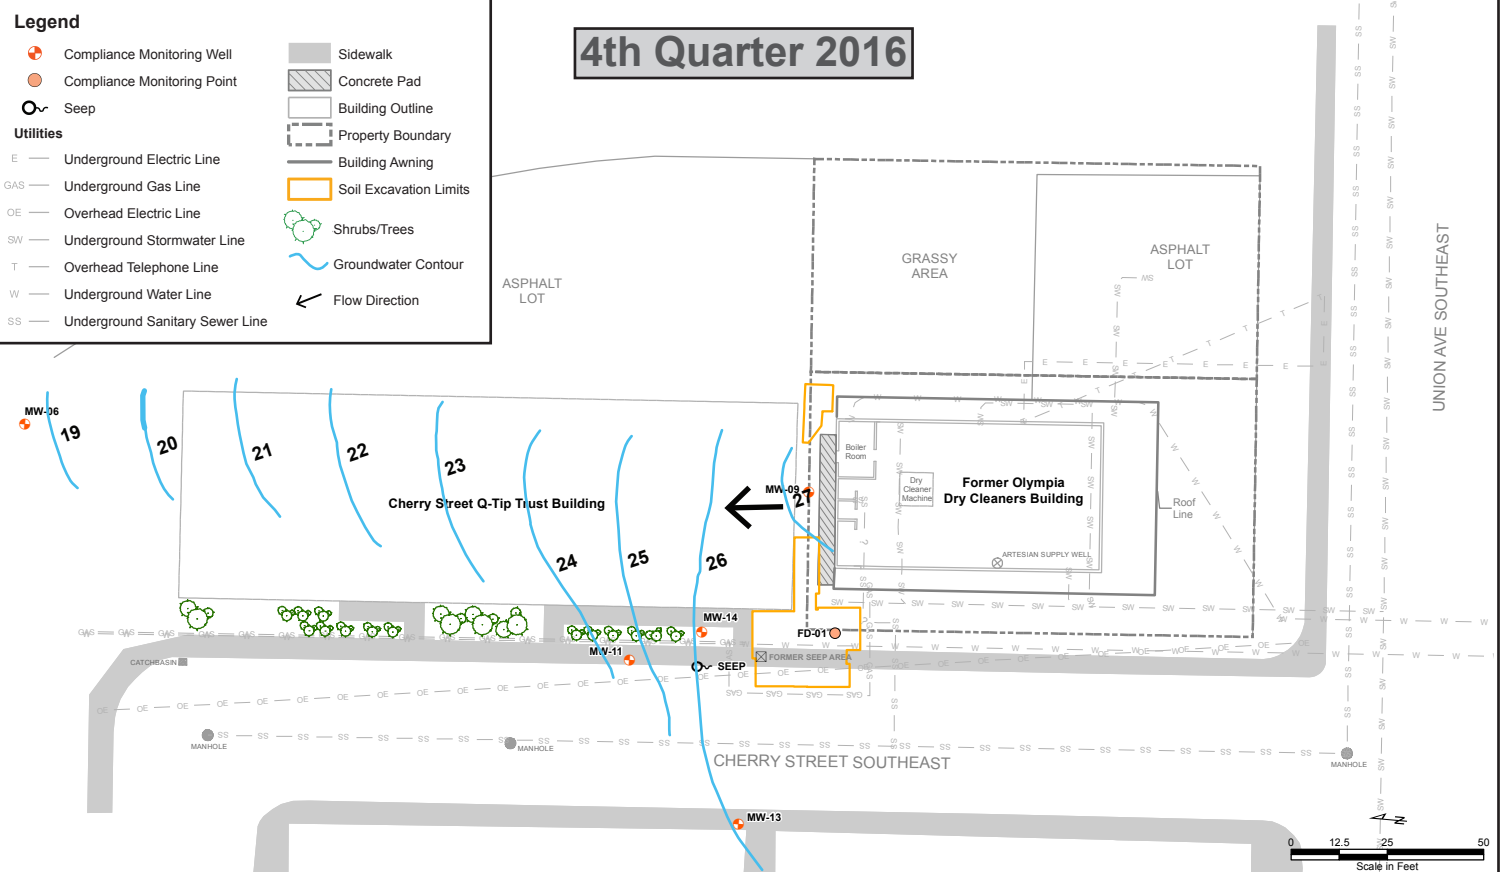 Legend
Compliance Monitoring Well
Compliance Monitoring Point
Seep
Utilities
E Underground Electric Line
GAS Underground Gas Line
OE Overhead Electric Line
SW Underground Stormwater Line
T Overhead Telephone Line
W Underground Water Line
SS Underground Sanitary Sewer Line
Sidewalk
Concrete Pad
Building Outline
Property Boundary
Building Awning
Soil Excavation Limits
Shrubs/Trees
Groundwater Contour
Flow Direction
4th Quarter 2016
ASPHALT
LOT
GRASSY
AREA
ASPHALT
LOT
UNION AVE SOUTHEAST
MW-06
19
20
21
22
23
24
25
26
27
Cherry Street Q-Tip Trust Building
MW-09
Boiler
Room
Dry
Cleaner
Machine
Former Olympia
Dry Cleaners Building
Roof
Line
ARTESIAN SUPPLY WELL
MW-14
FD-01
MW-11
SEEP
FORMER SEEP AREA
CATCHBASIN
MANHOLE
MANHOLE
MANHOLE
CHERRY STREET SOUTHEAST
MW-13
N
0 12.5 25 50
Scale in Feet